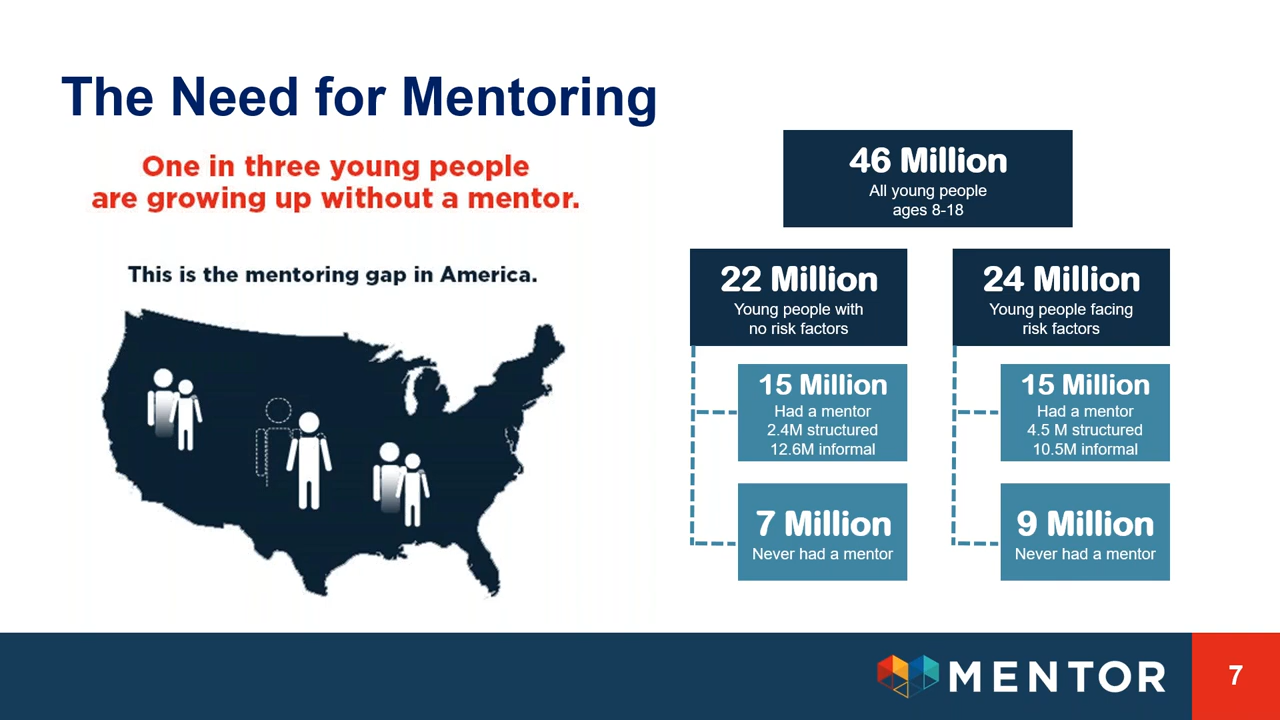 The Need for Mentoring
One in three young people
are growing up without a mentor.
This is the mentoring gap in America.
46 Million
All young people
ages 8-18
22 Million
Young people with
no risk factors
15 Million
Had a mentor
2.4M structured
12.6M informal
7 Million
Never had a mentor
24 Million
Young people facing
risk factors
15 Million
Had a mentor
4.5 M structured
10.5M informal
9 Million
Never had a mentor
MENTOR
7